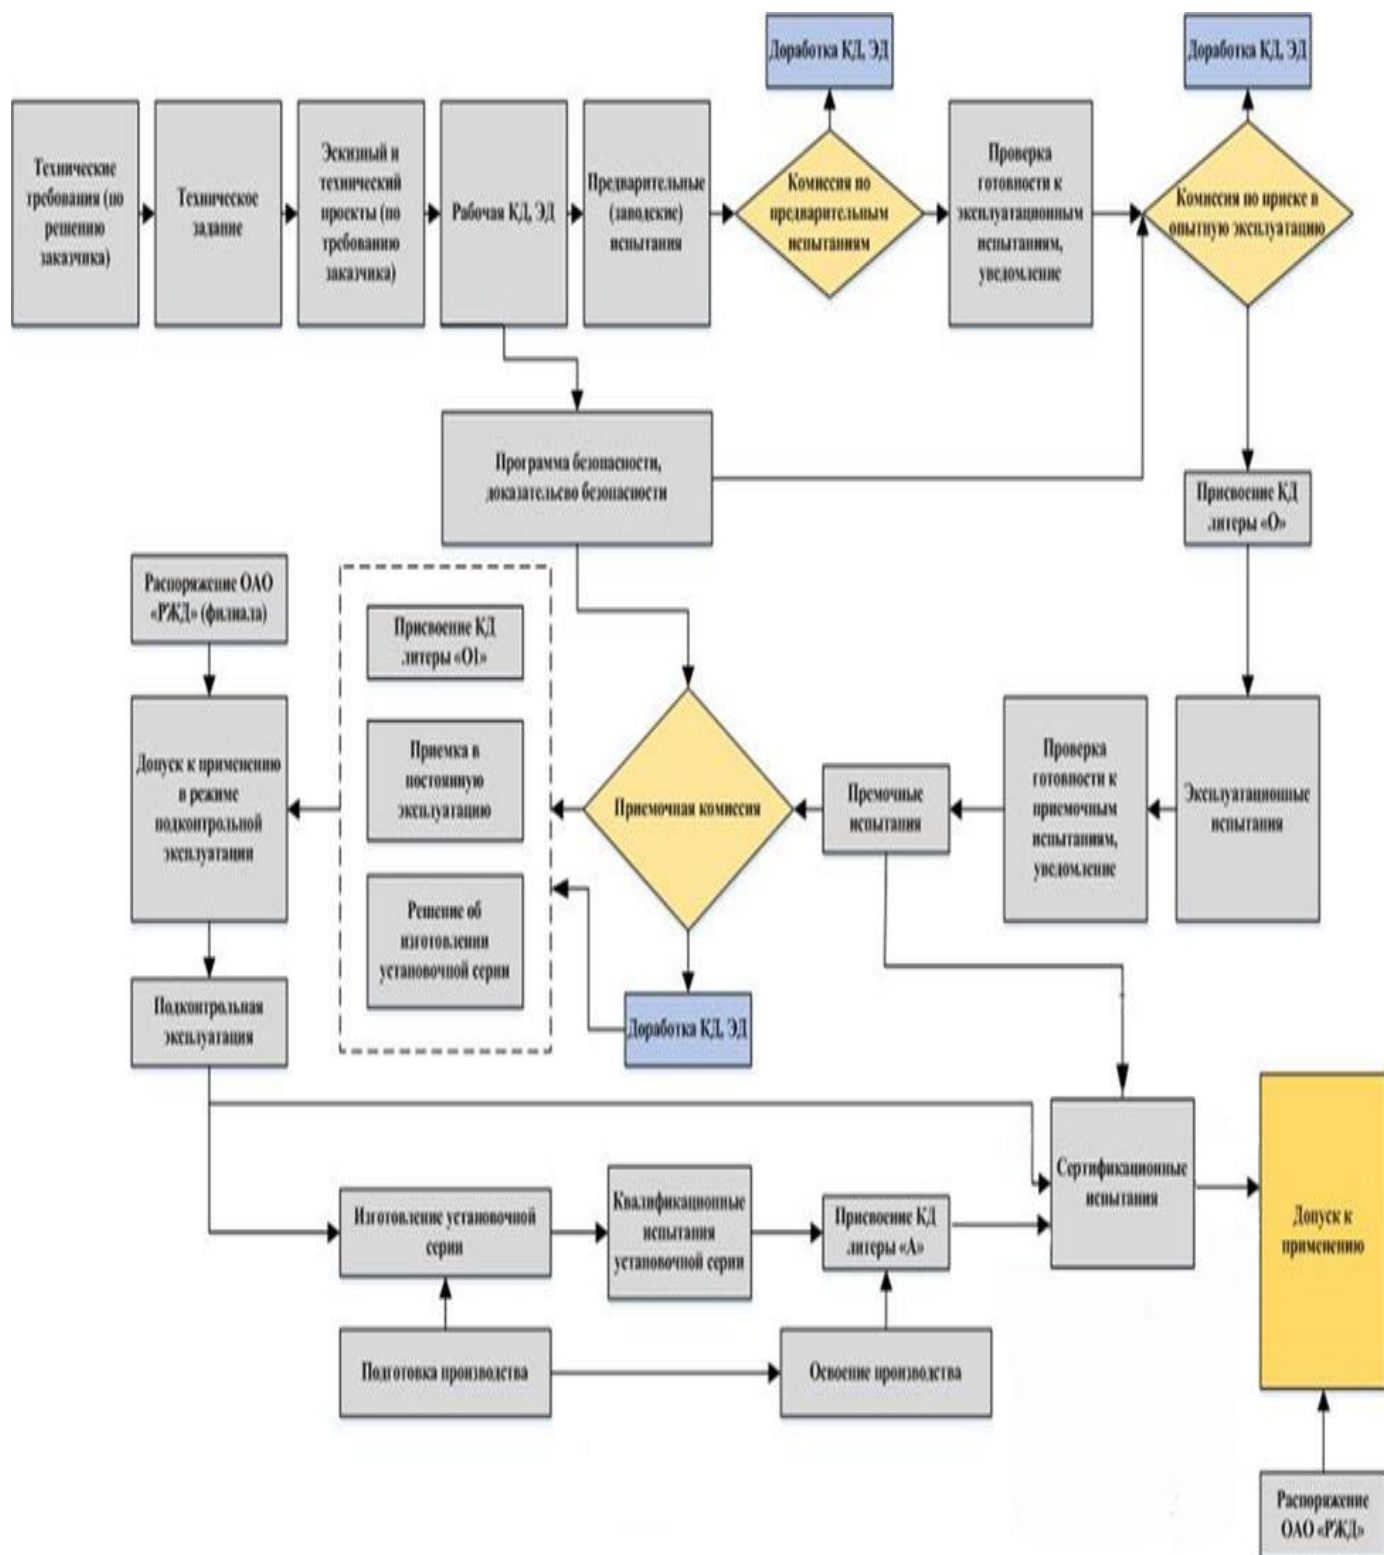 Доработка КД, ЭД
Доработка КД, ЭД
Технические
требования (по
решению
заказчика)
Техническое
задание
Эскизный и
технический
проекты (по
требованию
заказчика)
Рабочая КД, ЭД
Предварительные
(заводские)
испытания
Комиссия по
предварительным
испытаниям
Проверка
готовности к
эксплуатационным
испытаниям,
уведомление
Комиссия по приске в
опытную эксплуатацию
Программа безопасности,
доказательсво безопасности
Присвоение КД
литеры «О»
Распоряжение ОАО
«РЖД» (филиала)
Присвоение КД
литеры «О1»
Допуск к применению
в режиме
подконтрольной
эксплуатации
Приемка в
постоянную
эксплуатацию
Приемочная комиссия
Премочные
испытания
Проверка
готовности к
приемочным
испытаниям,
уведомление
Эксплуатационные
испытания
Решение об
изготовлении
установочной серии
Подконтрольная
эксплуатация
Доработка КД, ЭД
Сертификационные
испытания
Допуск к
применению
Изготовление установочной
серии
Квалификационные
испытания
установочной серии
Присвоение КД
литеры «А»
Подготовка производства
Освоение производства
Распоряжение
ОАО «РЖД»